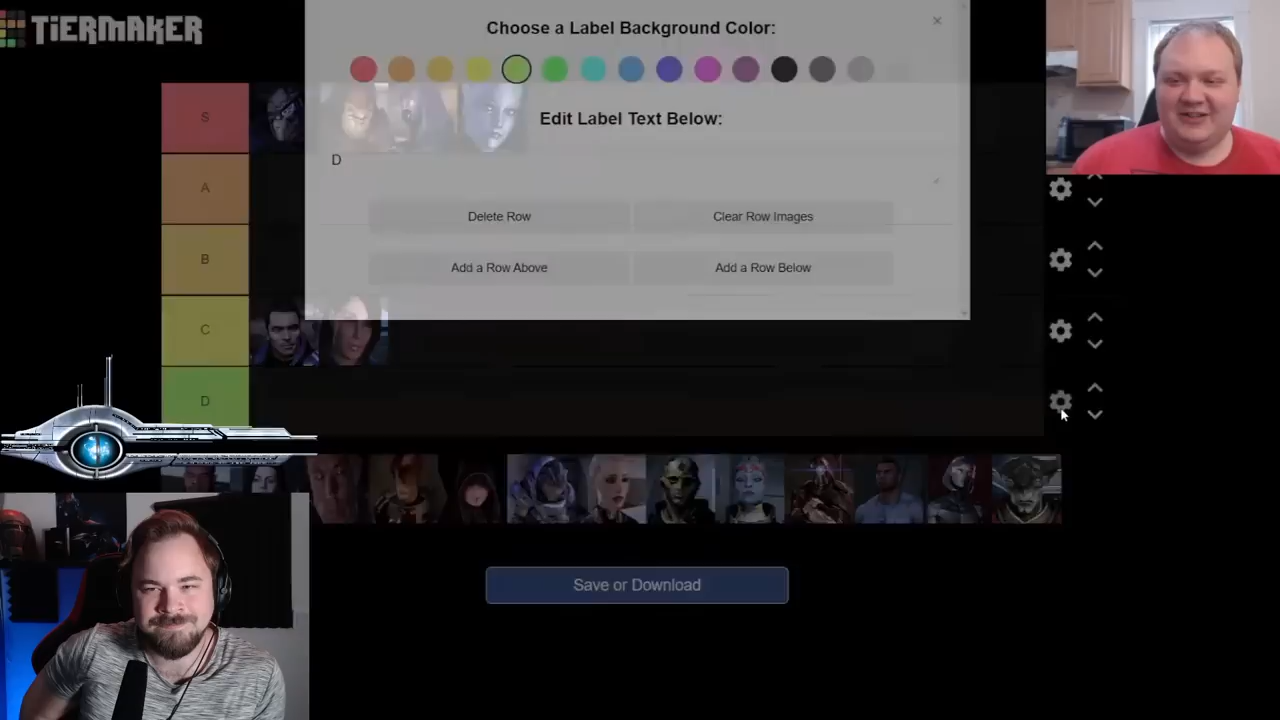 TiERMAKER
Choose a Label Background Color:
×
S
Edit Label Text Below:
D
A
Delete Row
Clear Row Images
B
Add a Row Above
Add a Row Below
C
D
Save or Download